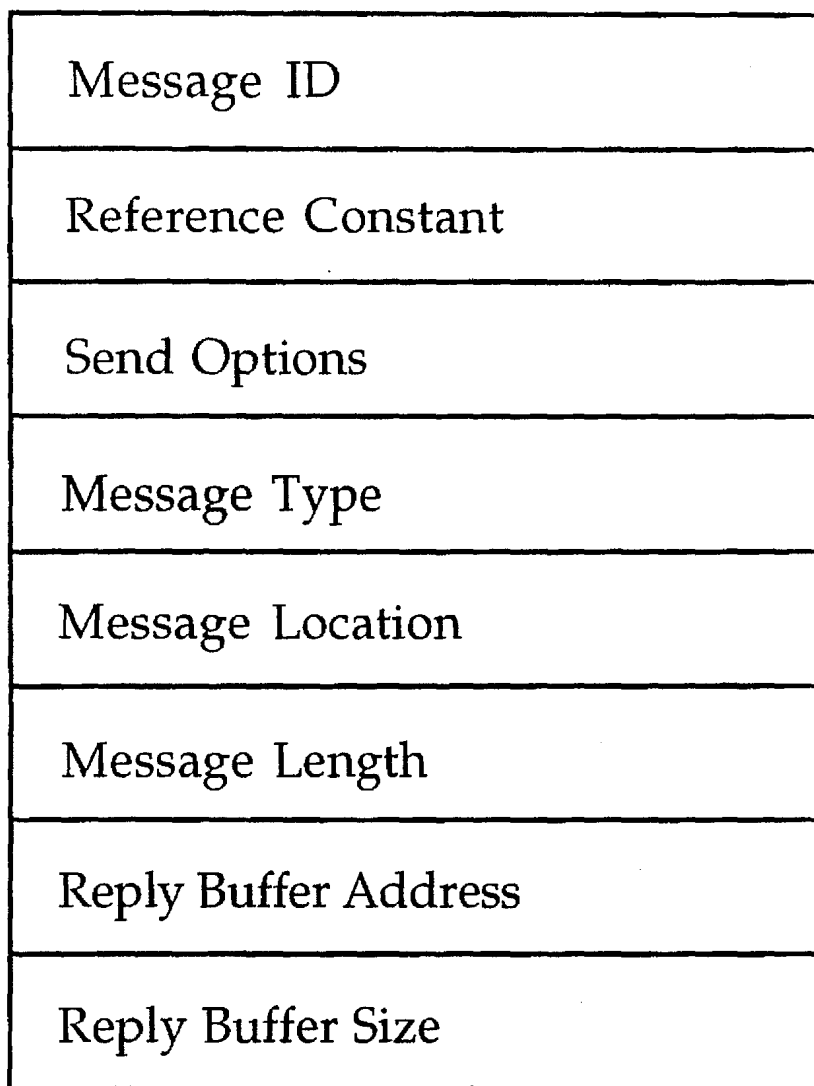 Message ID
Reference Constant
Send Options
Message Type
Message Location
Message Length
Reply Buffer Address
Reply Buffer Size